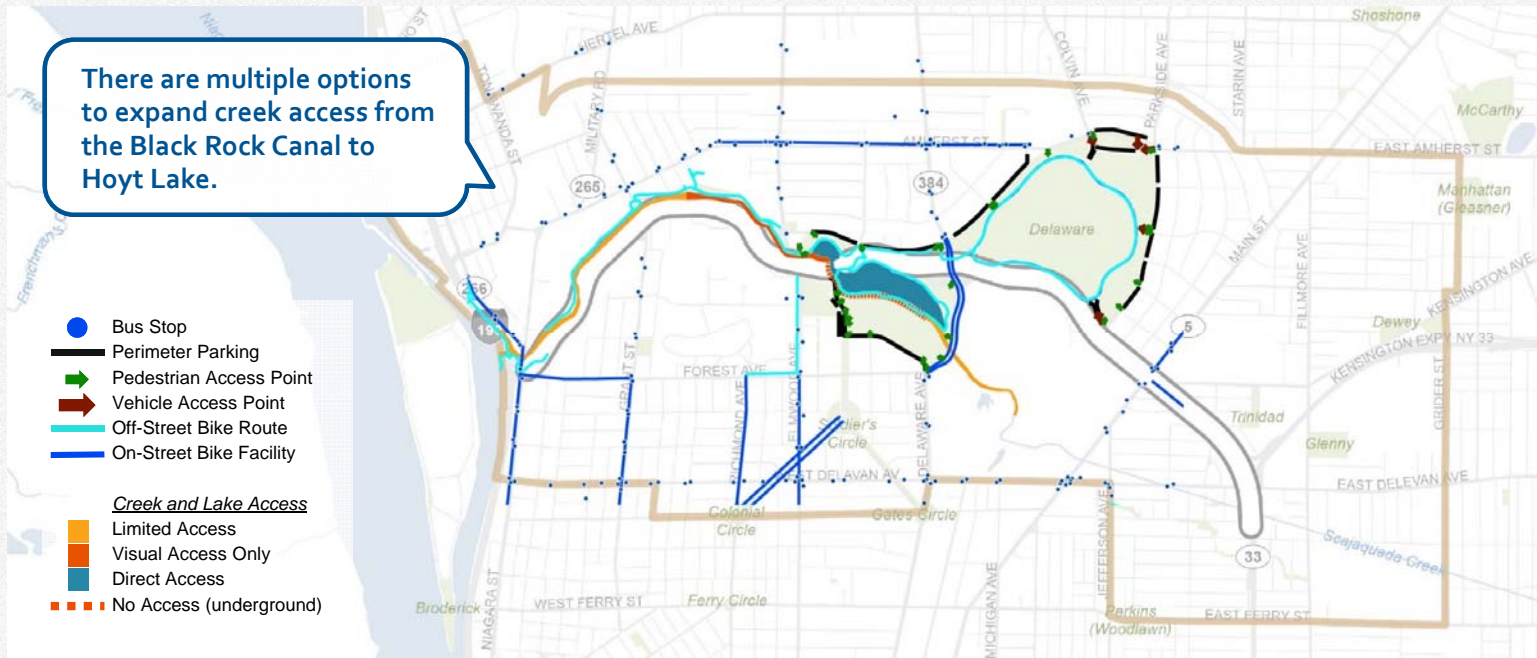 There are multiple options
to expand creek access from
the Black Rock Canal to
Hoyt Lake.
Bus Stop
Perimeter Parking
Pedestrian Access Point
Vehicle Access Point
Off-Street Bike Route
On-Street Bike Facility
Creek and Lake Access
Limited Access
Visual Access Only
Direct Access
No Access (underground)
HERTEL AVE
MILITARY RD
COLVIN AVE
PARKSIDE AVE
STARIN AVE
Shoshone
McCarthy
AMHERST ST
EAST AMHERST ST
265
384
Manhattan
(Gleasner)
Delaware
MAIN ST
FILLMORE AVE
KENSINGTON AVE
266
5
Dewey
KENSINGTON EXPY NY 33
GRANT ST
FOREST AVE
ELMWOOD AVE
RICHMOND AVE
DELAWARE AVE
Circle
Trinidad
Glenny
GRIDER ST
EAST DELEVAN AVE
Colonial
Circle
Gates Circle
JEFFERSON AVE
33
Scajaquada Creek
Broderick
NIAGARA ST
WEST FERRY ST
Ferry Circle
MICHIGAN AVE
Parkins
(Woodlawn)
EAST FERRY ST